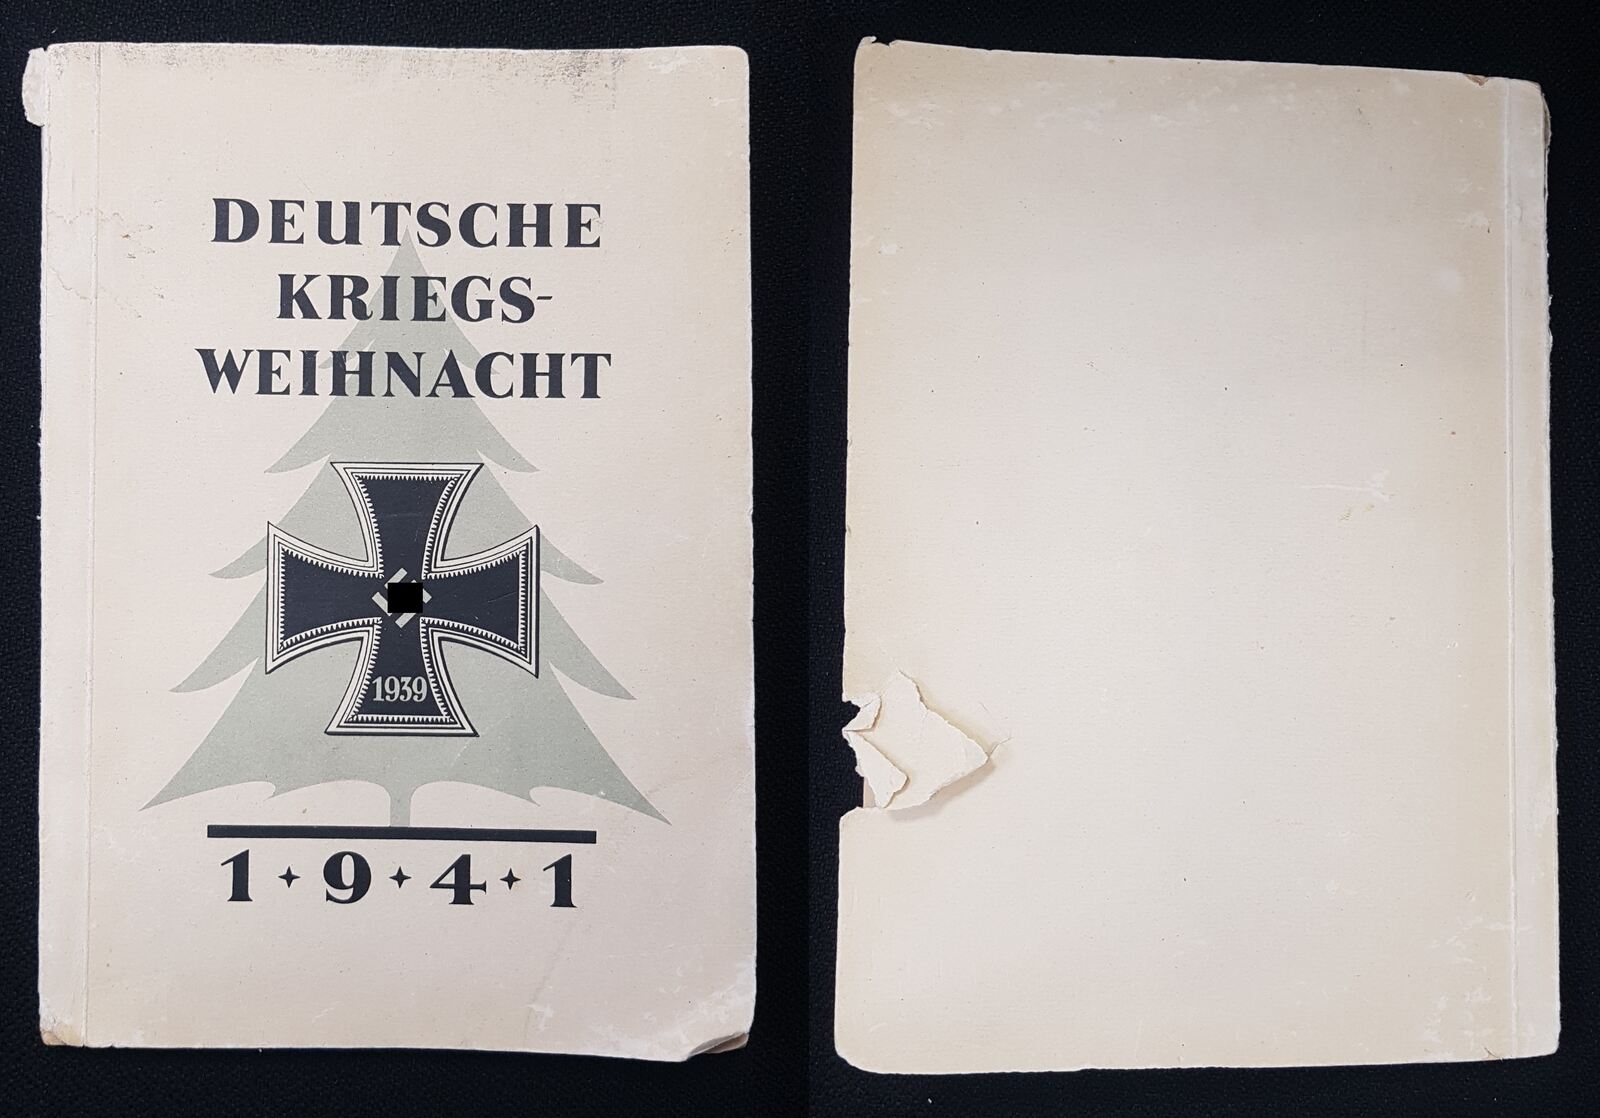 DEUTSCHE
KRIEGS-
WEIHNACHT
1939
1✦9✦4✦1